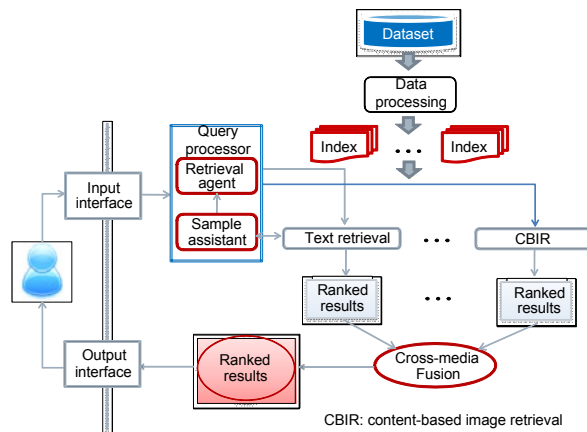 Dataset
Data
processing
Index
...
Index
Query
processor
Retrieval
agent
Sample
assistant
Input
interface
Text retrieval
...
CBIR
Ranked
results
...
Ranked
results
Output
interface
Ranked
results
Cross-media
Fusion
CBIR: content-based image retrieval